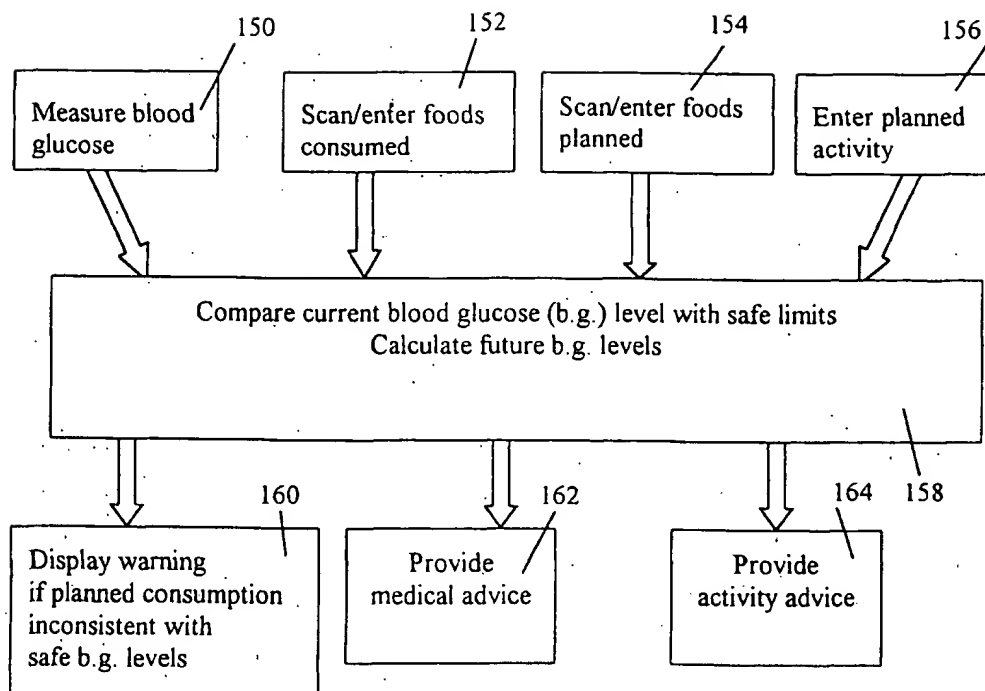 150
152
154
156
Measure blood
glucose
Scan/enter foods
consumed
Scan/enter foods
planned
Enter planned
activity
Compare current blood glucose (b.g.) level with safe limits
Calculate future b.g. levels
158
160
162
164
Display warning
if planned consumption
inconsistent with
safe b.g. levels
Provide
medical advice
Provide
activity advice